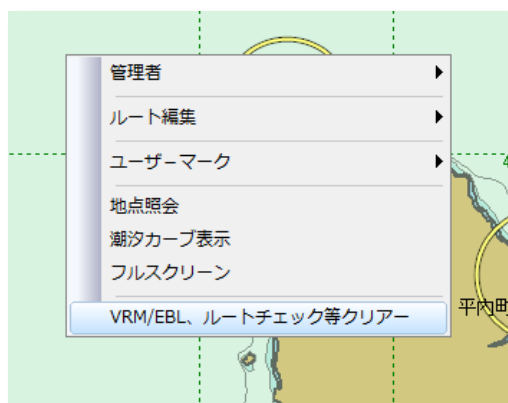 管理者
ルート編集
ユーザーマーク
地点照会
潮汐カーブ表示
フルスクリーン
VRM/EBL、ルートチェック等クリアー
平内町
4